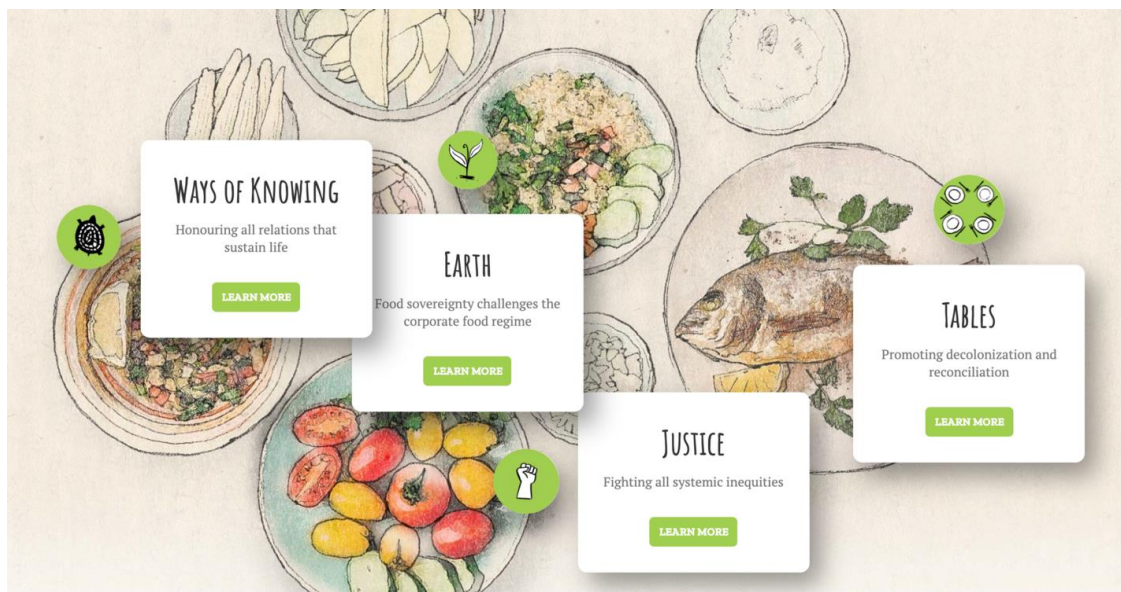 Ways of Knowing
Honouring all relations that
sustain life
LEARN MORE
Earth
Food sovereignty challenges the
corporate food regime
LEARN MORE
Justice
Fighting all systemic inequities
LEARN MORE
Tables
Promoting decolonization and
reconciliation
LEARN MORE